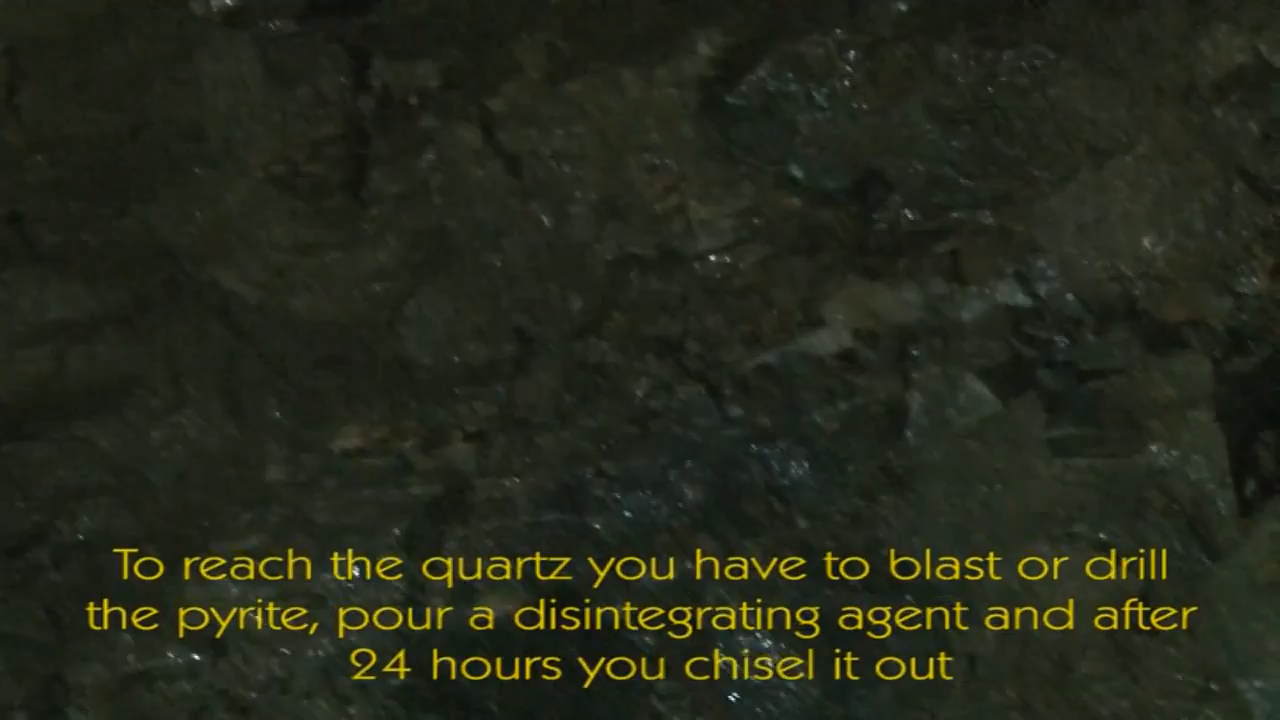 To reach the quartz you have to blast or drill
the pyrite, pour a disintegrating agent and after
24 hours you chisel it out